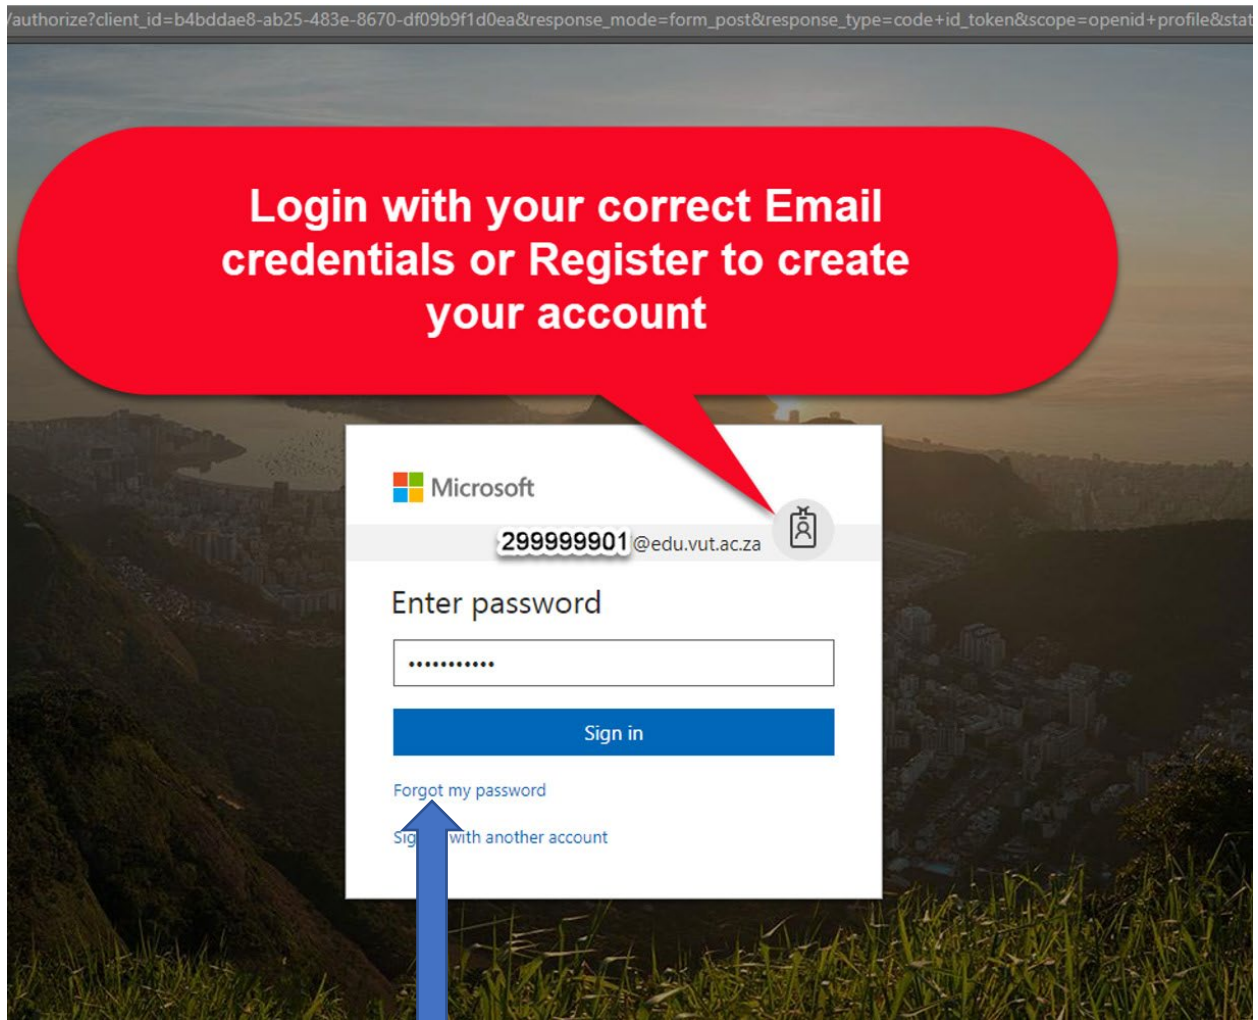 /authorize?client_id=b4bddae8-ab25-483e-8670-df09b9f1d0ea&response_mode=form_post&response_type=code+id_token&scope=openid+profile&stat
Login with your correct Email
credentials or Register to create
your account
Microsoft
299999901@edu.vut.ac.za
Enter password
Sign in
Forgot my password
with another account